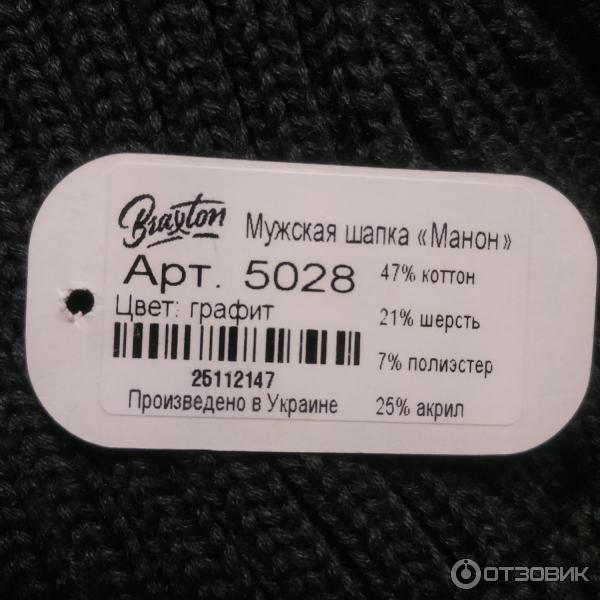 Braxton
Мужская шапка «Манон»
Арт. 5028
Цвет: графит
25112147
Произведено в Украине
47% коттон
21% шерсть
7% полиэстер
25% акрил
ОТЗОВИК